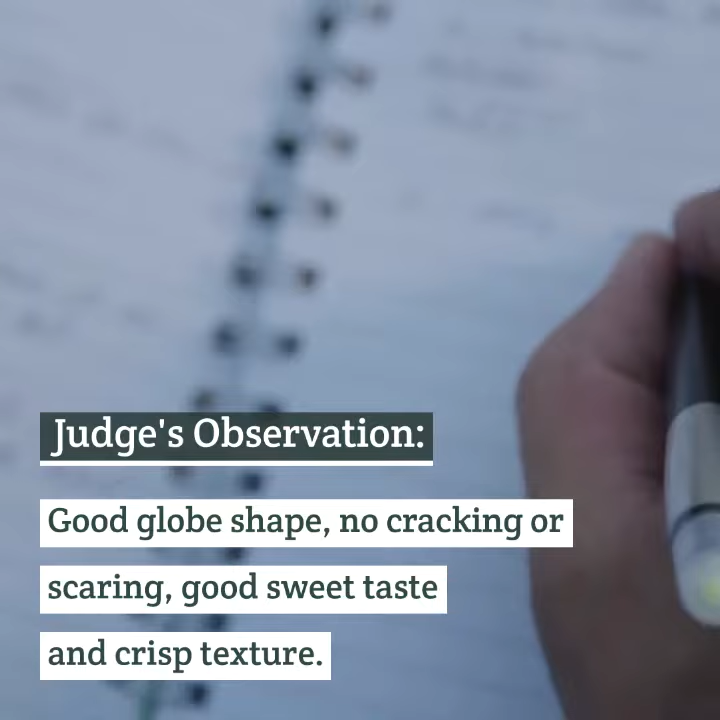 Judge's Observation:
Good globe shape, no cracking or
scaring, good sweet taste
and crisp texture.